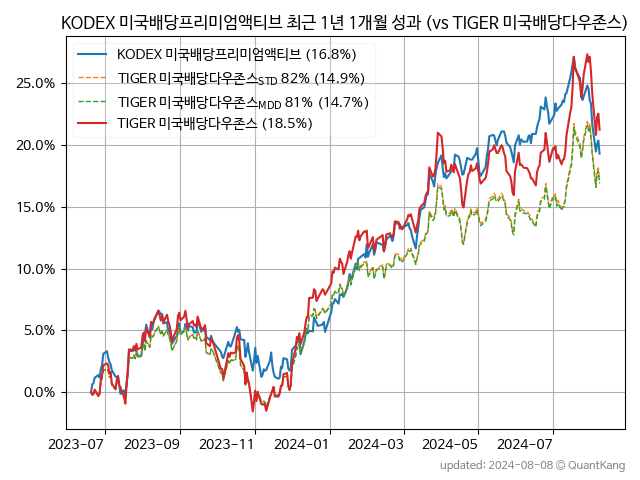 KODEX 미국배당프리미엄액티브 최근 1년 1개월 성과 (vs TIGER 미국배당다우존스)
KODEX 미국배당프리미엄액티브 (16.8%)
TIGER 미국배당다우존스STD 82% (14.9%)
TIGER 미국배당다우존스MDD 81% (14.7%)
TIGER 미국배당다우존스 (18.5%)
25.0%
20.0%
15.0%
10.0%
5.0%
0.0%
2023-07 2023-09 2023-11 2024-01 2024-03 2024-05 2024-07
updated: 2024-08-08 © QuantKang